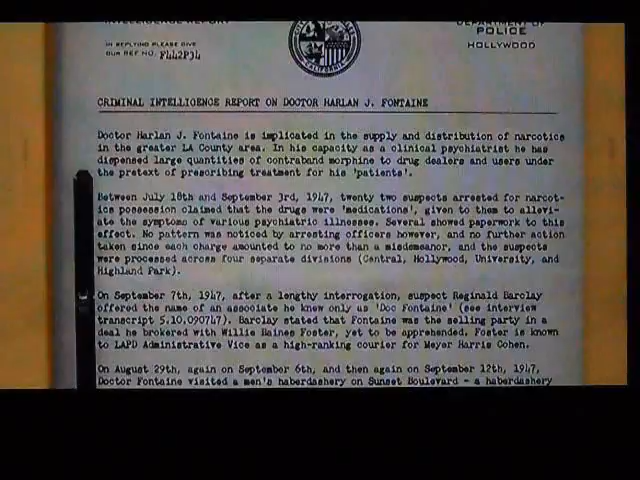 INTELLIGENCE REPORT
DEPARTMENT OF
POLICE
HOLLYWOOD
IN REPLYING PLEASE GIVE
OUR REF NO. F442P34
CALIFORNIA
CRIMINAL INTELLIGENCE REPORT ON DOCTOR HARLAN J. FONTAINE
Doctor Harlan J. Fontaine is implicated in the supply and distribution of narcotics
in the greater LA County area. In his capacity as a clinical psychiatrist he has
dispensed large quantities of contraband morphine to drug dealers and users under
the pretext of prescribing treatment for his 'patients'.
Between July 18th and September 3rd, 1947, twenty two suspects arrested for narcot-
ics possession claimed that the drugs were 'medications', given to them to allevi-
ate the symptoms of various psychiatric illnesses. Several showed paperwork to this
effect. No pattern was noticed by arresting officers however, and no further action
taken since each charge amounted to no more than a misdemeanor, and the suspects
were processed across four separate divisions (Central, Hollywood, University, and
Highland Park).
On September 7th, 1947, after a lengthy interrogation, suspect Reginald Barclay
offered the name of an associate he knew only us 'Doc Fontaine' (see interview
transcript 5.10.090747). Barclay stated that Fontaine was the selling party in a
deal he brokered with Willie Haines Foster, yet to be apprehended. Foster is known
to LAPD Administrative Vice as a high-ranking courier for Meyer Harris Cohen.
On August 29th, again on September 6th, and then again on September 12th, 1947,
Doctor Fontaine visited a men's haberdashery on Sunset Boulevard - a haberdashery